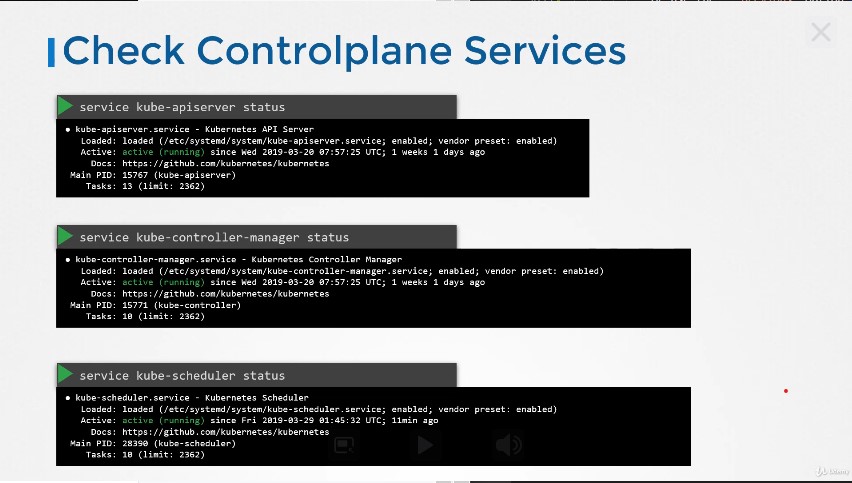 Check Controlplane Services
service kube-apiserver status
● kube-apiserver.service - Kubernetes API Server
Loaded: loaded (/etc/systemd/system/kube-apiserver.service; enabled; vendor preset: enabled)
Active: active (running) since Wed 2019-03-20 07:57:25 UTC; 1 weeks 1 days ago
Docs: https://github.com/kubernetes/kubernetes
Main PID: 15767 (kube-apiserver)
Tasks: 13 (limit: 2362)
service kube-controller-manager status
● kube-controller-manager.service - Kubernetes Controller Manager
Loaded: loaded (/etc/systemd/system/kube-controller-manager.service; enabled; vendor preset: enabled)
Active: active (running) since Wed 2019-03-20 07:57:25 UTC; 1 weeks 1 days ago
Docs: https://github.com/kubernetes/kubernetes
Main PID: 15771 (kube-controller)
Tasks: 10 (limit: 2362)
service kube-scheduler status
● kube-scheduler.service - Kubernetes Scheduler
Loaded: loaded (/etc/systemd/system/kube-scheduler.service; enabled; vendor preset: enabled)
Active: active (running) since Fri 2019-03-29 01:45:32 UTC; 11min ago
Docs: https://github.com/kubernetes/kubernetes
Main PID: 28390 (kube-scheduler)
Tasks: 10 (limit: 2362)
Udemy